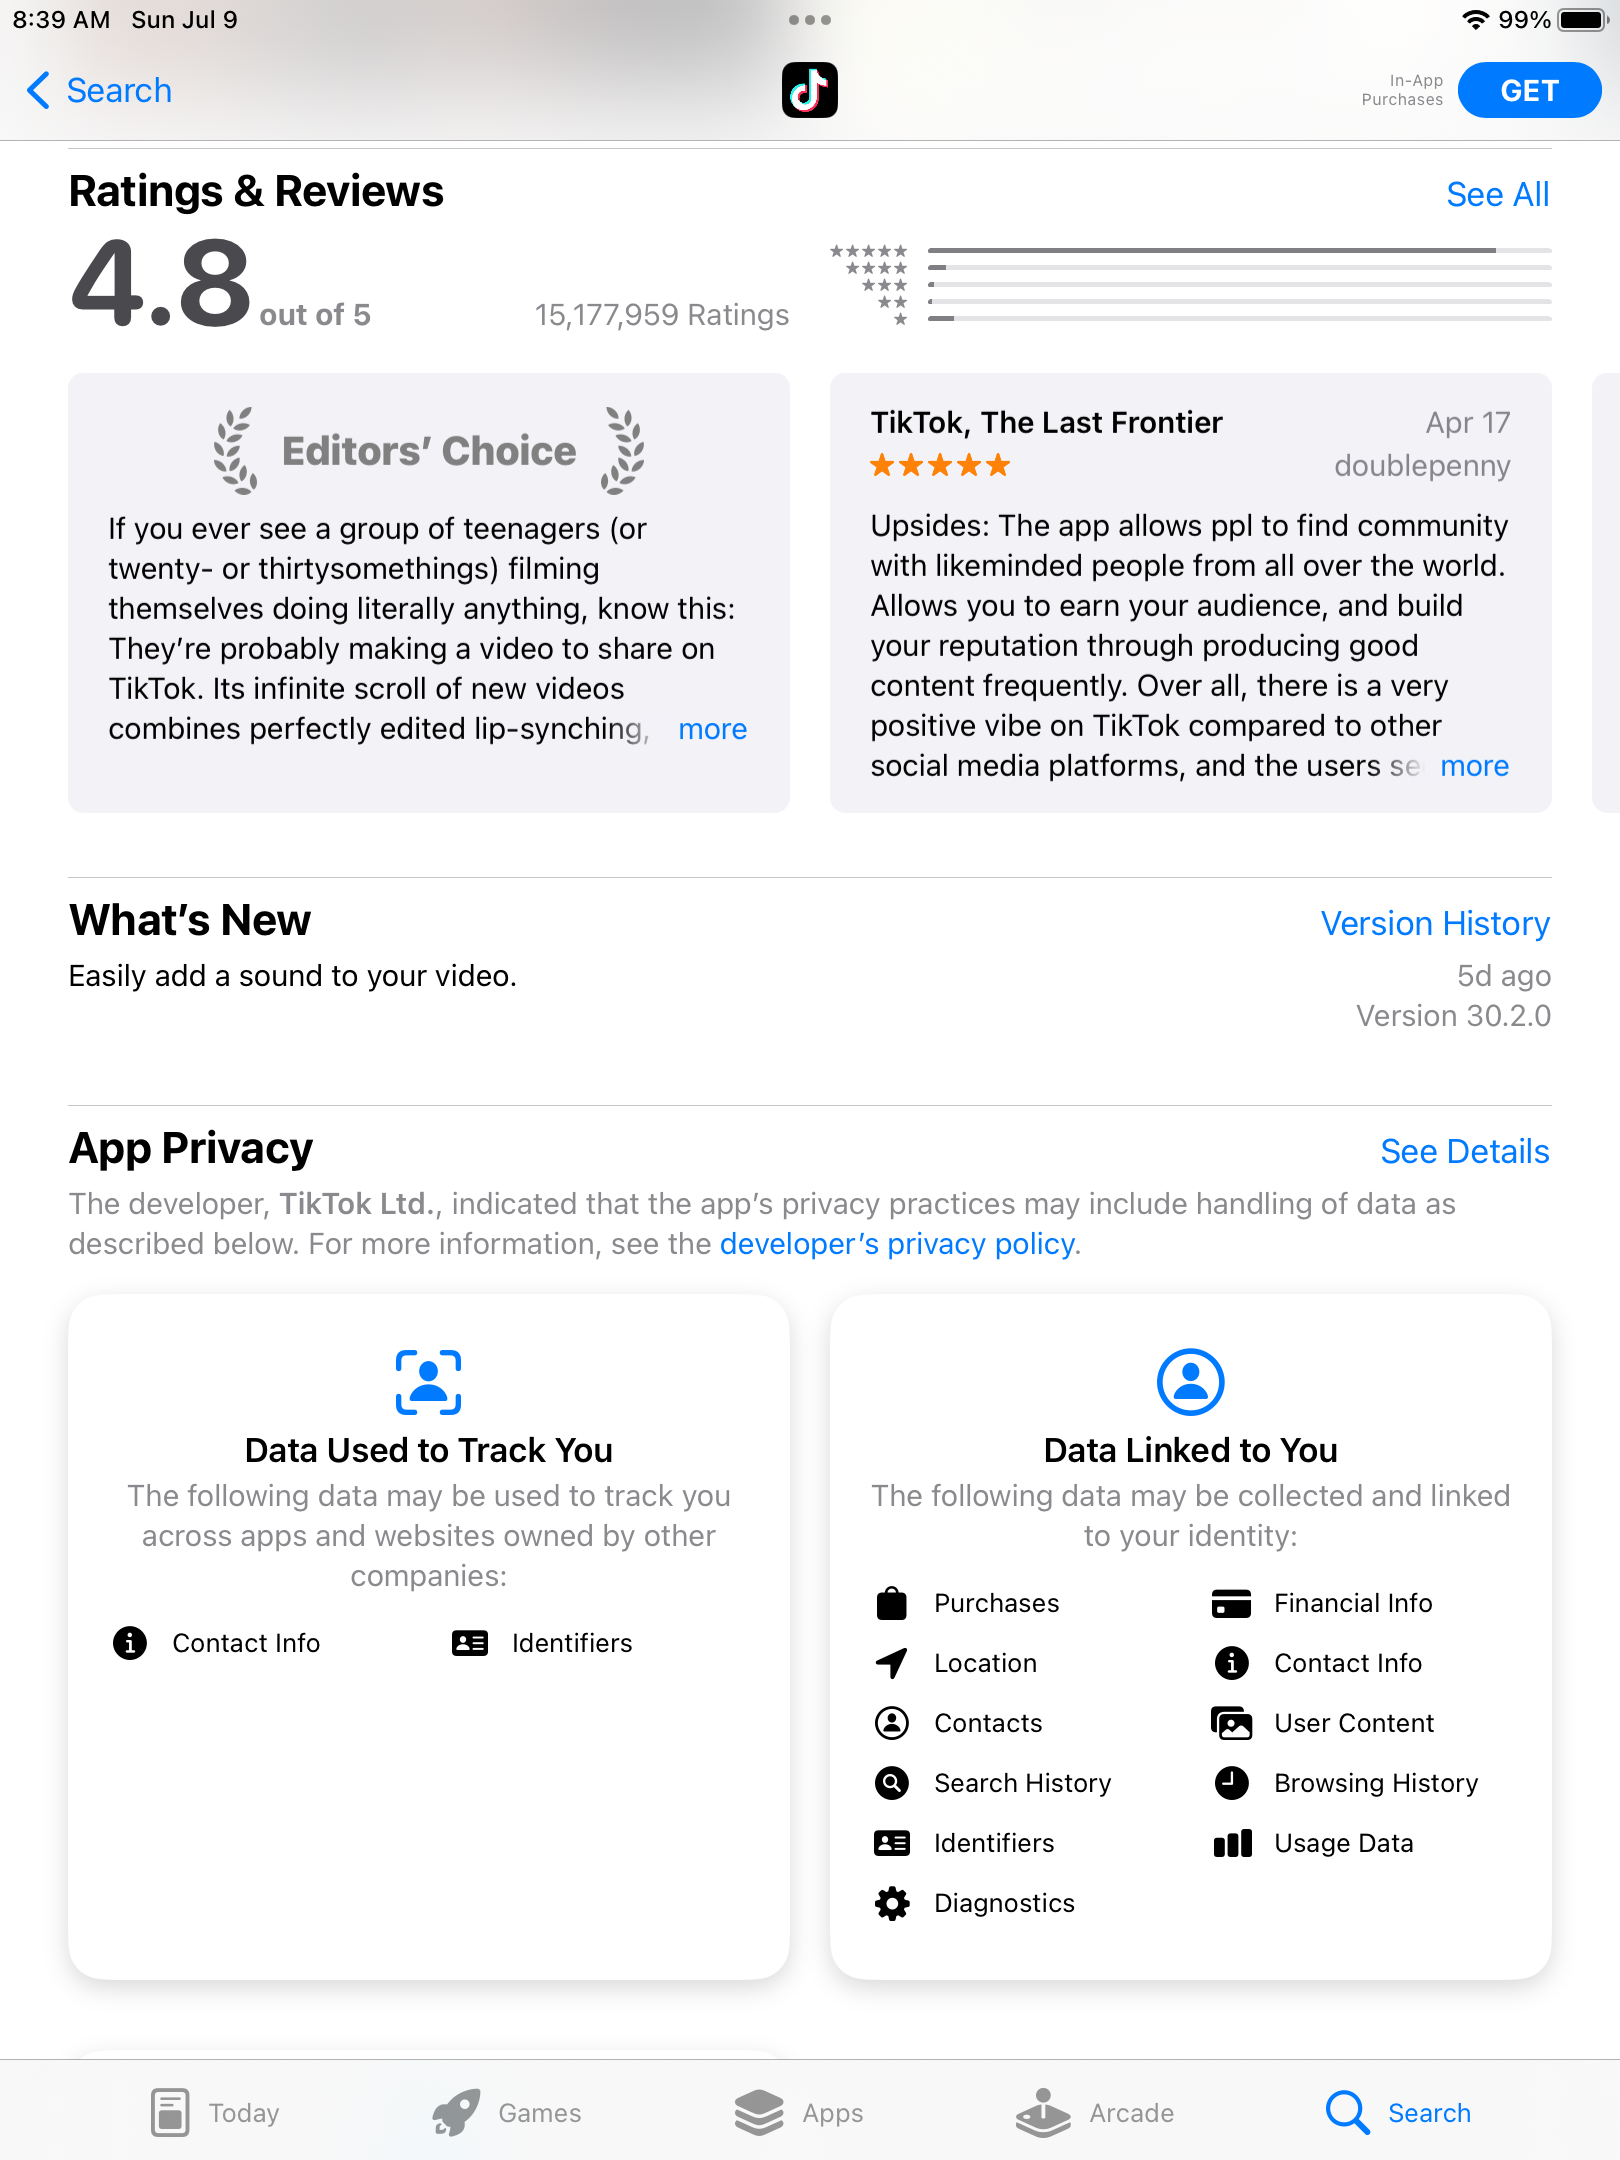 8:39 AM Sun Jul 9
99%
Search
In-App
Purchases
GET
Ratings & Reviews
See All
4.8 out of 5
15,177,959 Ratings
Editors’ Choice
If you ever see a group of teenagers (or
twenty- or thirtysomethings) filming
themselves doing literally anything, know this:
They’re probably making a video to share on
TikTok. Its infinite scroll of new videos
combines perfectly edited lip-synching, more
TikTok, The Last Frontier
Apr 17
doublepenny
Upsides: The app allows ppl to find community
with likeminded people from all over the world.
Allows you to earn your audience, and build
your reputation through producing good
content frequently. Over all, there is a very
positive vibe on TikTok compared to other
social media platforms, and the users more
What’s New
Version History
Easily add a sound to your video.
5d ago
Version 30.2.0
App Privacy
See Details
The developer, TikTok Ltd., indicated that the app’s privacy practices may include handling of data as
described below. For more information, see the developer’s privacy policy.
Data Used to Track You
The following data may be used to track you
across apps and websites owned by other
companies:
Contact Info
Identifiers
Data Linked to You
The following data may be collected and linked
to your identity:
Purchases
Financial Info
Location
Contact Info
Contacts
User Content
Search History
Browsing History
Identifiers
Usage Data
Diagnostics
Today
Games
Apps
Arcade
Search